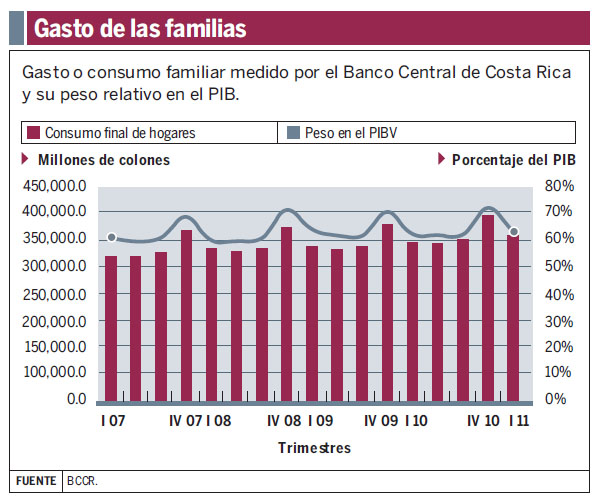 Gasto de las familias
Gasto o consumo familiar medido por el Banco Central de Costa Rica
y su peso relativo en el PIB.
Consumo final de hogares
Peso en el PIBV
Millones de colones
Porcentaje del PIB
450,000.0
400,000.0
350,000.0
300,000.0
250,000.0
200,000.0
150,000.0
100,000.0
0.0
80%
70%
60%
50%
40%
30%
20%
10%
0%
I 07
IV 07 I 08
IV 08 I 09
IV 09 I 10
IV 10 I 11
Trimestres
FUENTE BCCR.